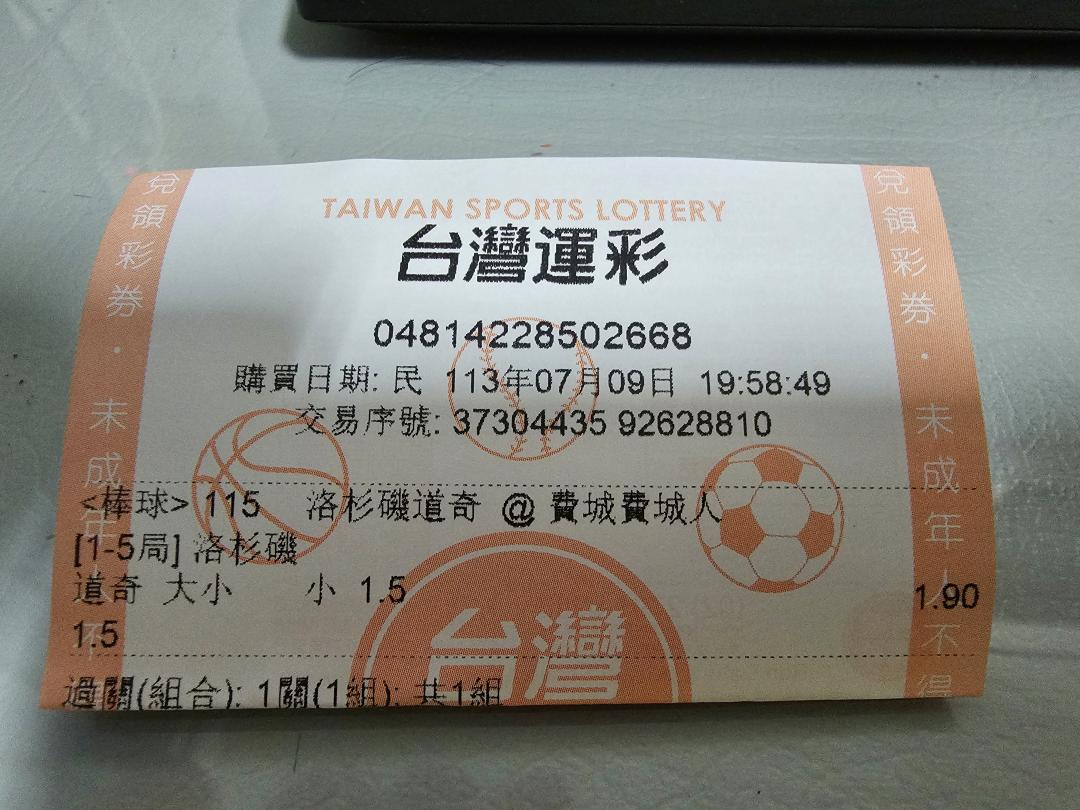 TAIWAN SPORTS LOTTERY
台灣運彩
04814228502668
購買日期: 民 113年07月09日 19:58:49
交易序號: 37304435 92628810
<棒球> 115 洛杉磯道奇 @ 費城費城人
[1-5局] 洛杉磯
道奇 大小 小 1.5 1.90
1.5
過關(組合): 1關(1組): 共1組
台灣
兌領彩券．未成年人不
兌領彩券．未成年人不得